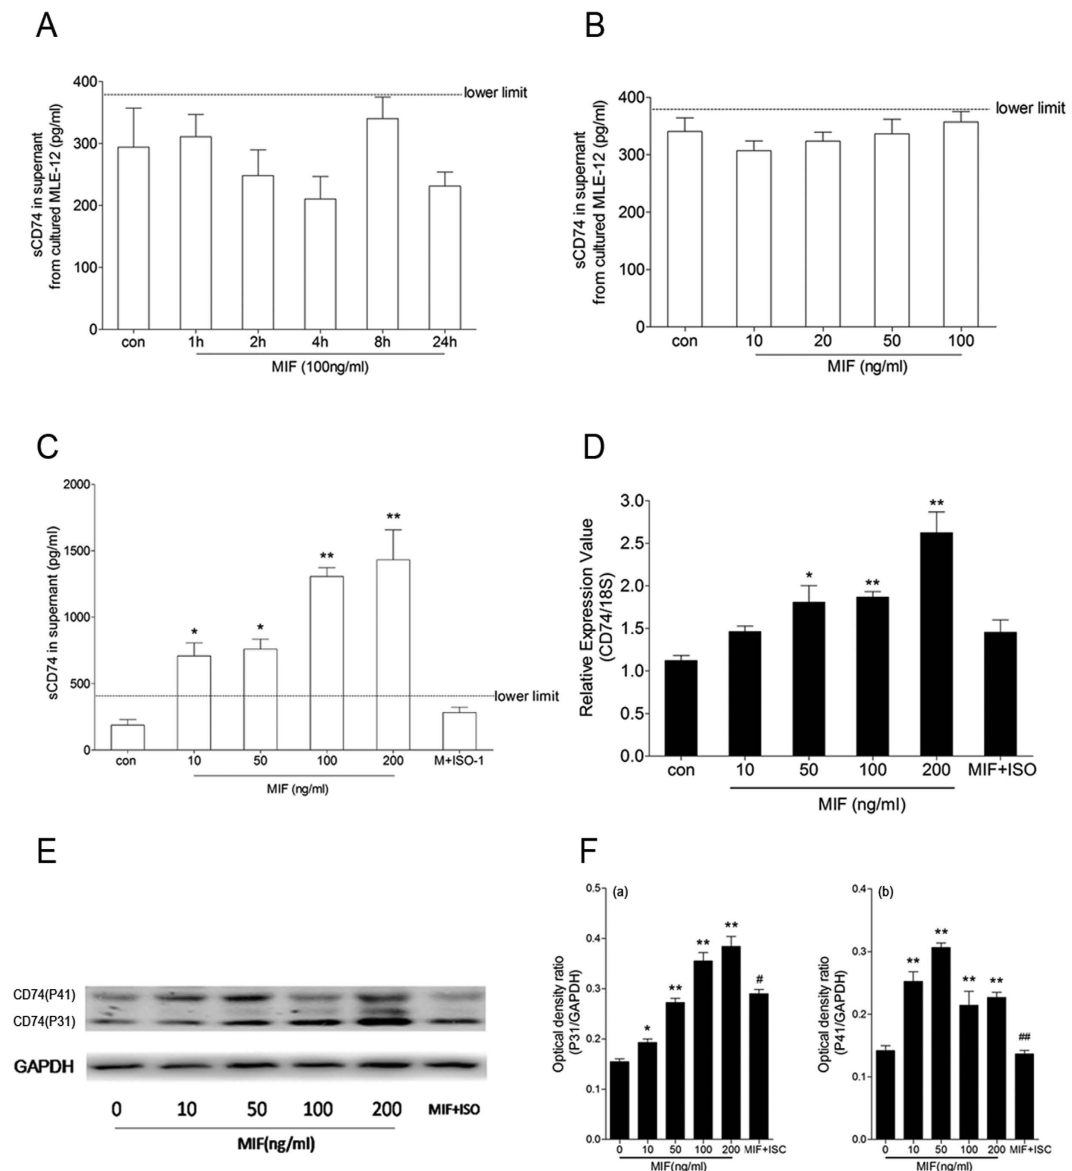 A
sCD74 in supernant
from cultured MLE-12 (pg/ml)
400
300
200
100
0
lower limit
con 1h 2h 4h 8h 24h
MIF (100ng/ml)
B
sCD74 in supernant
from cultured MLE-12 (pg/ml)
400
300
200
100
0
lower limit
con 10 20 50 100
MIF (ng/ml)
C
sCD74 in supernant (pg/ml)
2000
1500
1000
500
0
* * ** **
lower limit
con 10 50 100 200 M+ISO-1
MIF (ng/ml)
D
Relative Expression Value
(CD74/18S)
3.0
2.5
2.0
1.5
1.0
0.5
0.0
* ** **
con 10 50 100 200 MIF+ISO
MIF (ng/ml)
E
CD74(P41)
CD74(P31)
GAPDH
0 10 50 100 200 MIF+ISO
MIF(ng/ml)
F
(a)
Optical density ratio
(P31/GAPDH)
0.5
0.4
0.3
0.2
0.1
0.0
* ** ** ** #
0 10 50 100 200 MIF+ISC
MIF(ng/ml)
(b)
Optical density ratio
(P41/GAPDH)
0.4
0.3
0.2
0.1
0.0
** ** ** ** ##
0 10 50 100 200 MIF+ISC
MIF(ng/ml)